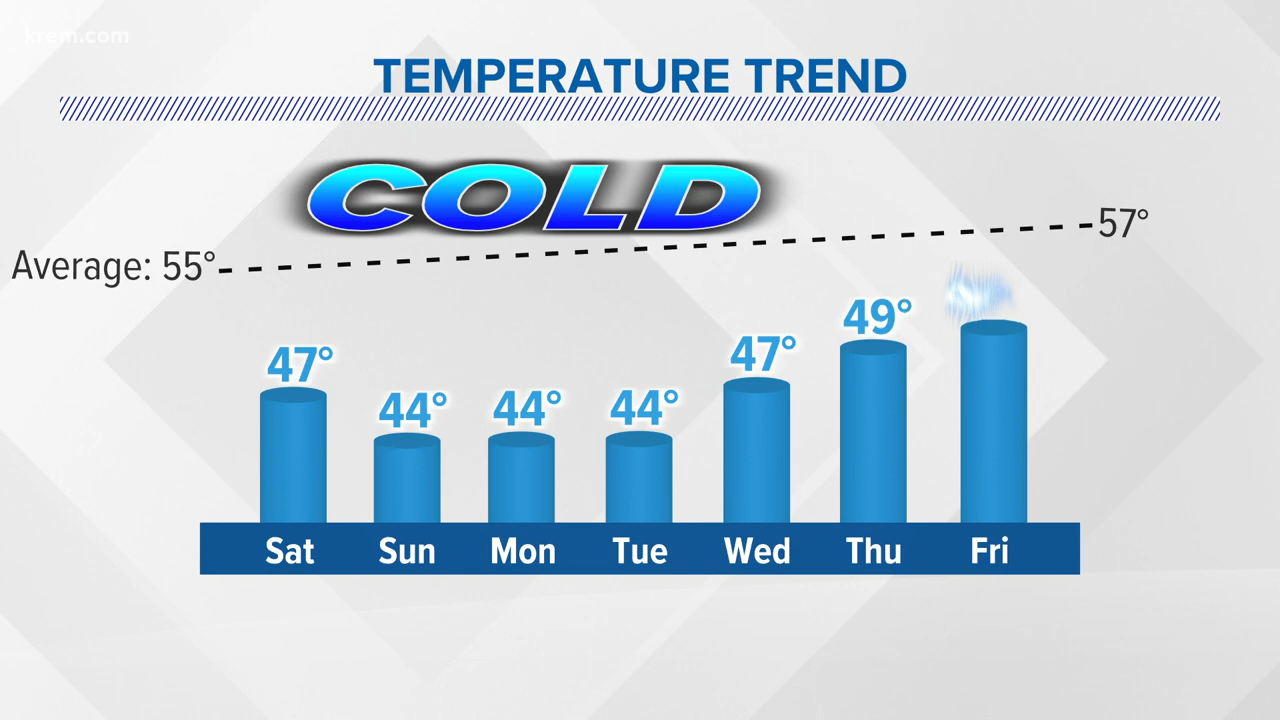 krem.com
TEMPERATURE TREND
COLD
57°
Average: 55°
47° 44° 44° 44° 47° 49°
Sat Sun Mon Tue Wed Thu Fri